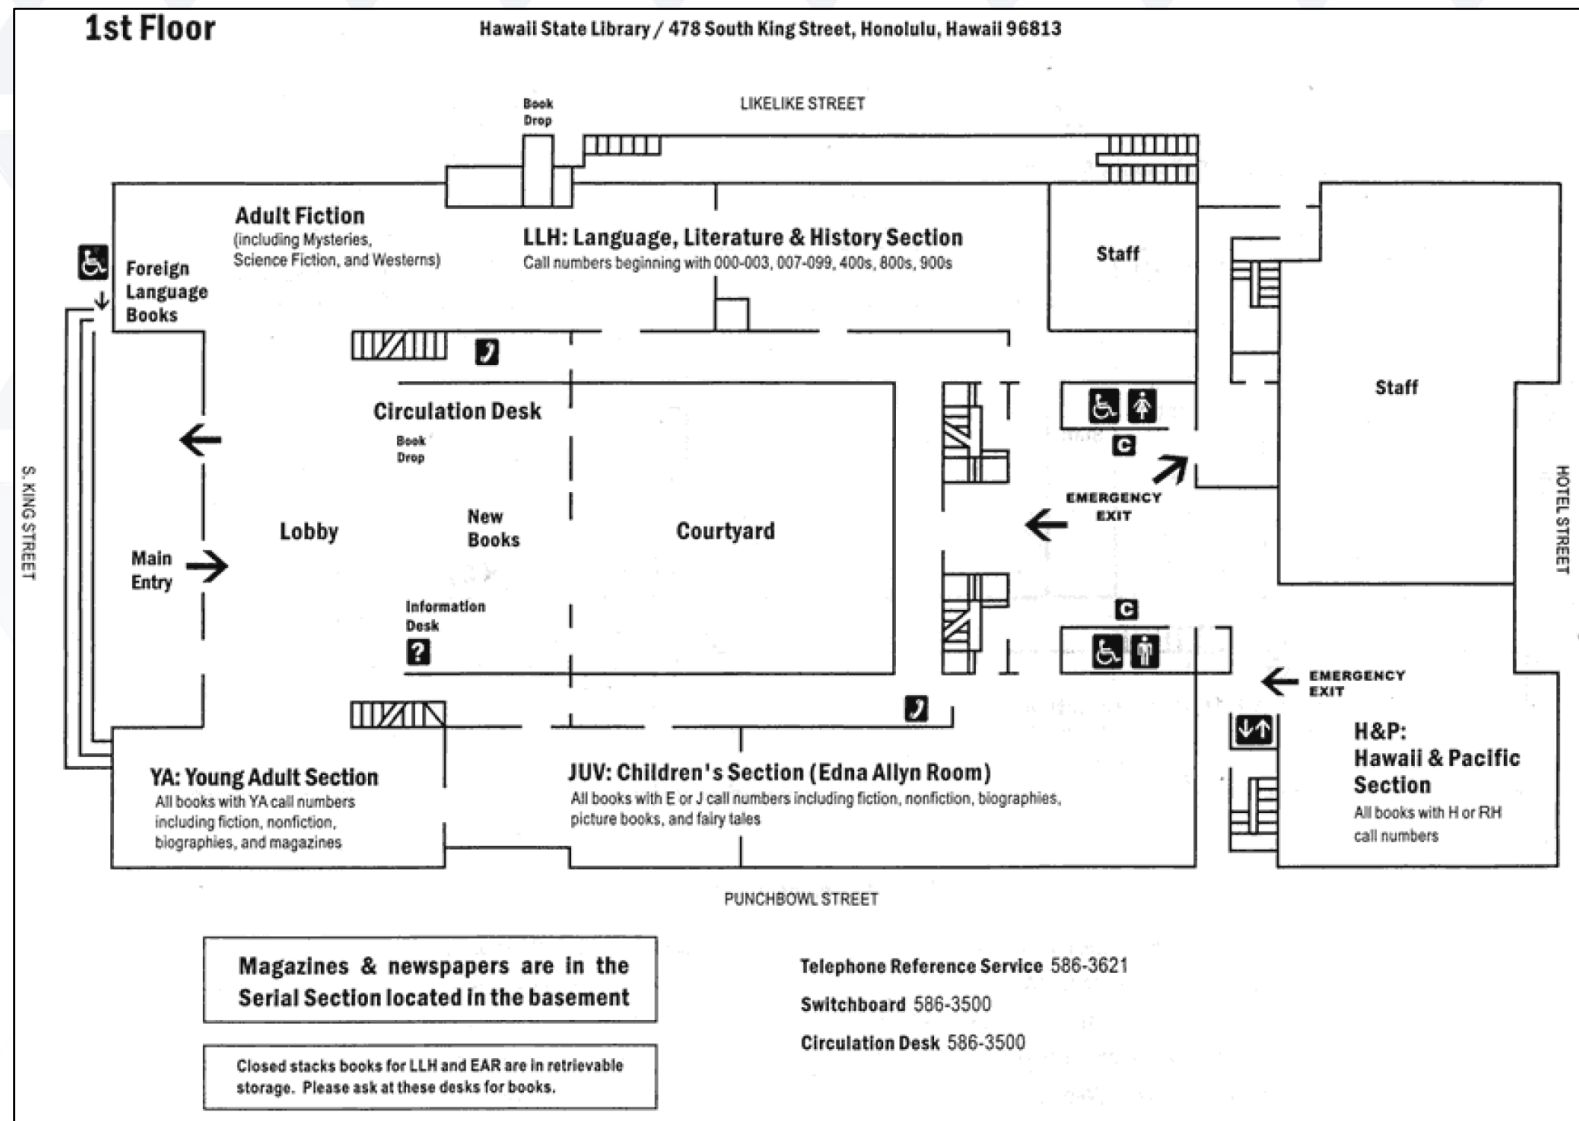 1st Floor
Hawaii State Library / 478 South King Street, Honolulu, Hawaii 96813
LIKELIKE STREET
Book
Drop
Adult Fiction
(including Mysteries,
Science Fiction, and Westerns)
LLH: Language, Literature & History Section
Call numbers beginning with 000-003, 007-099, 400s, 800s, 900s
Staff
Foreign
Language
Books
Staff
Circulation Desk
Book
Drop
C
S. KING STREET
HOTEL STREET
EMERGENCY
EXIT
Lobby
New
Books
Courtyard
Main
Entry
Information
Desk
?
C
EMERGENCY
EXIT
H&P:
Hawaii & Pacific
Section
All books with H or RH
call numbers
YA: Young Adult Section
All books with YA call numbers
including fiction, nonfiction,
biographies, and magazines
JUV: Children's Section (Edna Allyn Room)
All books with E or J call numbers including fiction, nonfiction, biographies,
picture books, and fairy tales
PUNCHBOWL STREET
Magazines & newspapers are in the
Serial Section located in the basement
Closed stacks books for LLH and EAR are in retrievable
storage. Please ask at these desks for books.
Telephone Reference Service 586-3621
Switchboard 586-3500
Circulation Desk 586-3500